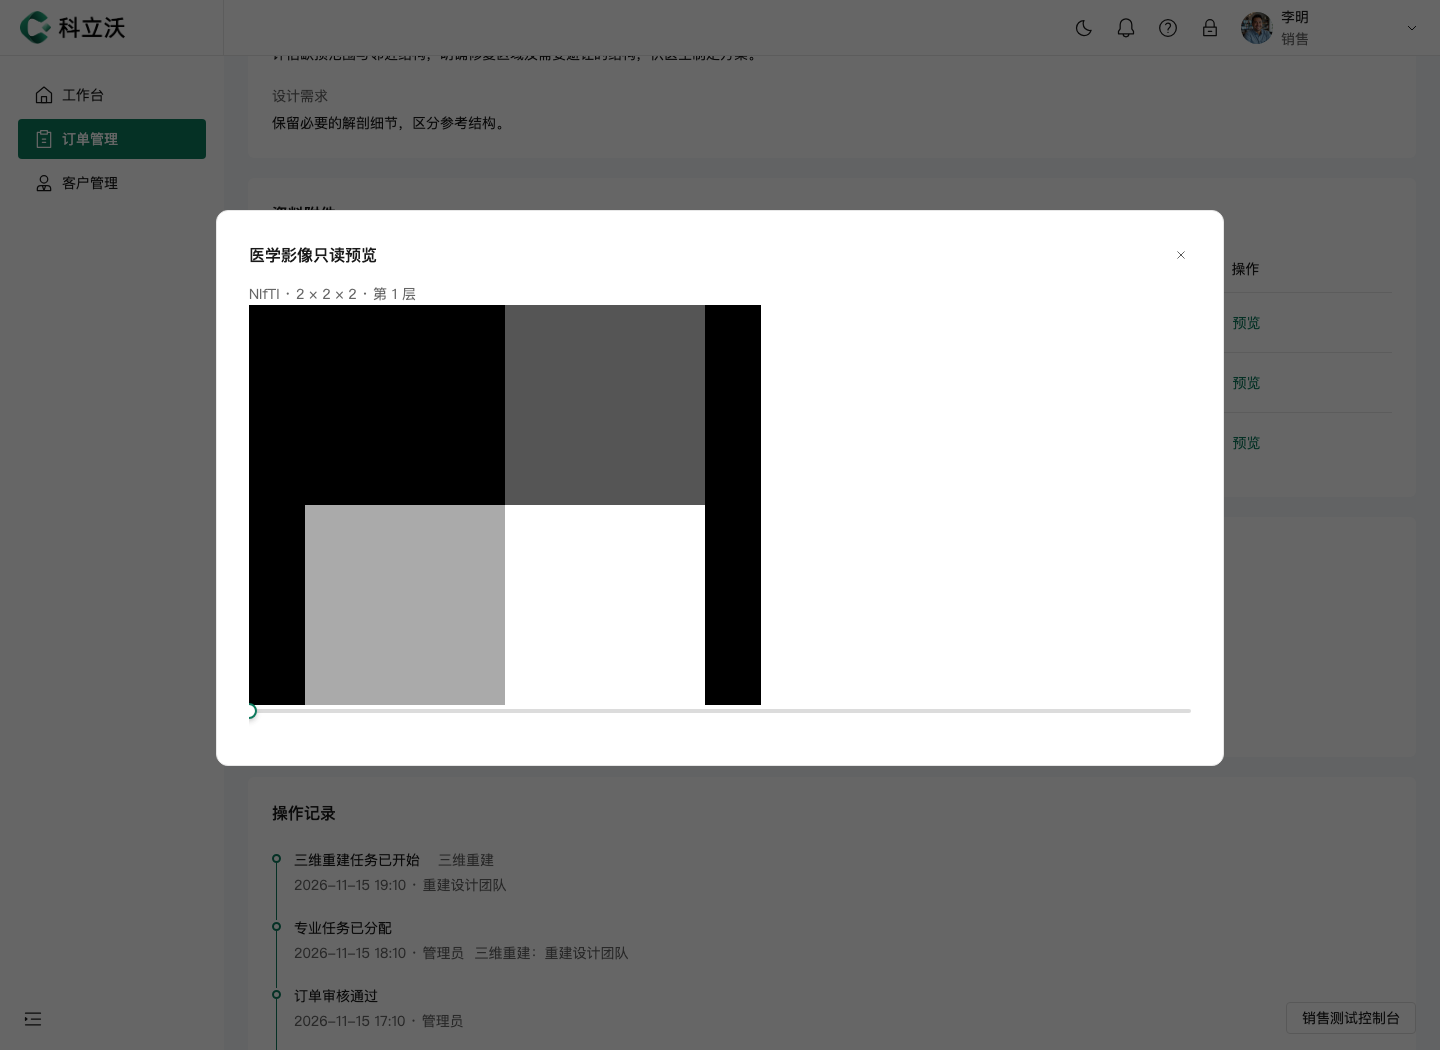 科立沃
李明
销售
工作台
订单管理
客户管理
设计需求
保留必要的解剖细节，区分参考结构。
医学影像只读预览
NIfTI · 2 × 2 × 2 · 第 1 层
操作
预览
预览
预览
操作记录
三维重建任务已开始 三维重建
2026-11-15 19:10 · 重建设计团队
专业任务已分配
2026-11-15 18:10 · 管理员 三维重建：重建设计团队
订单审核通过
2026-11-15 17:10 · 管理员
销售测试控制台